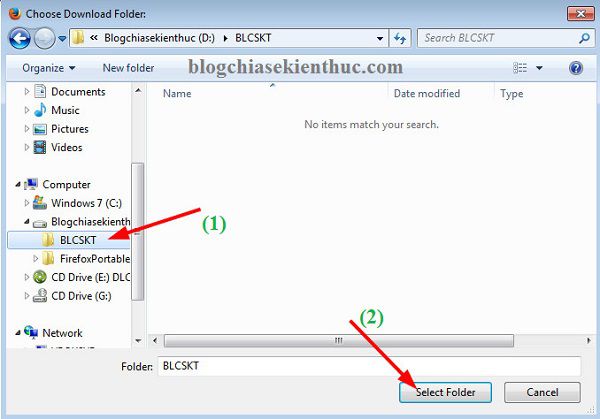 Choose Download Folder:
« Blogchiasekienthuc (D:) BLCSKT
Search BLCSKT
Organize New folder
blogchiasekienthuc.com
Documents
Music
Pictures
Videos
Computer
Windows 7 (C:)
Blogchiasekienth
BLCSKT
FirefoxPortable
CD Drive (E:) DLC
CD Drive (G:)
Network
Name Date modified Type
No items match your search.
(1)
(2)
Folder: BLCSKT
Select Folder Cancel